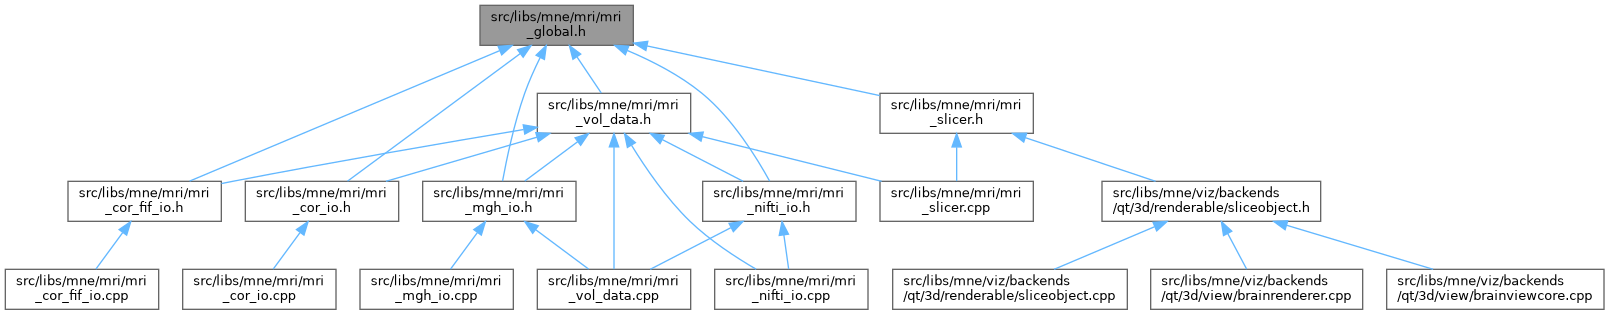 src/libs/mne/mri/mri
_global.h
src/libs/mne/mri/mri
_vol_data.h
src/libs/mne/mri/mri
_slicer.h
src/libs/mne/mri/mri
_cor_fif_io.h
src/libs/mne/mri/mri
_cor_io.h
src/libs/mne/mri/mri
_mgh_io.h
src/libs/mne/mri/mri
_nifti_io.h
src/libs/mne/mri/mri
_slicer.cpp
src/libs/mne/viz/backends
/qt/3d/renderable/sliceobject.h
src/libs/mne/mri/mri
_cor_fif_io.cpp
src/libs/mne/mri/mri
_cor_io.cpp
src/libs/mne/mri/mri
_mgh_io.cpp
src/libs/mne/mri/mri
_vol_data.cpp
src/libs/mne/mri/mri
_nifti_io.cpp
src/libs/mne/viz/backends
/qt/3d/renderable/sliceobject.cpp
src/libs/mne/viz/backends
/qt/3d/view/brainrenderer.cpp
src/libs/mne/viz/backends
/qt/3d/view/brainviewcore.cpp